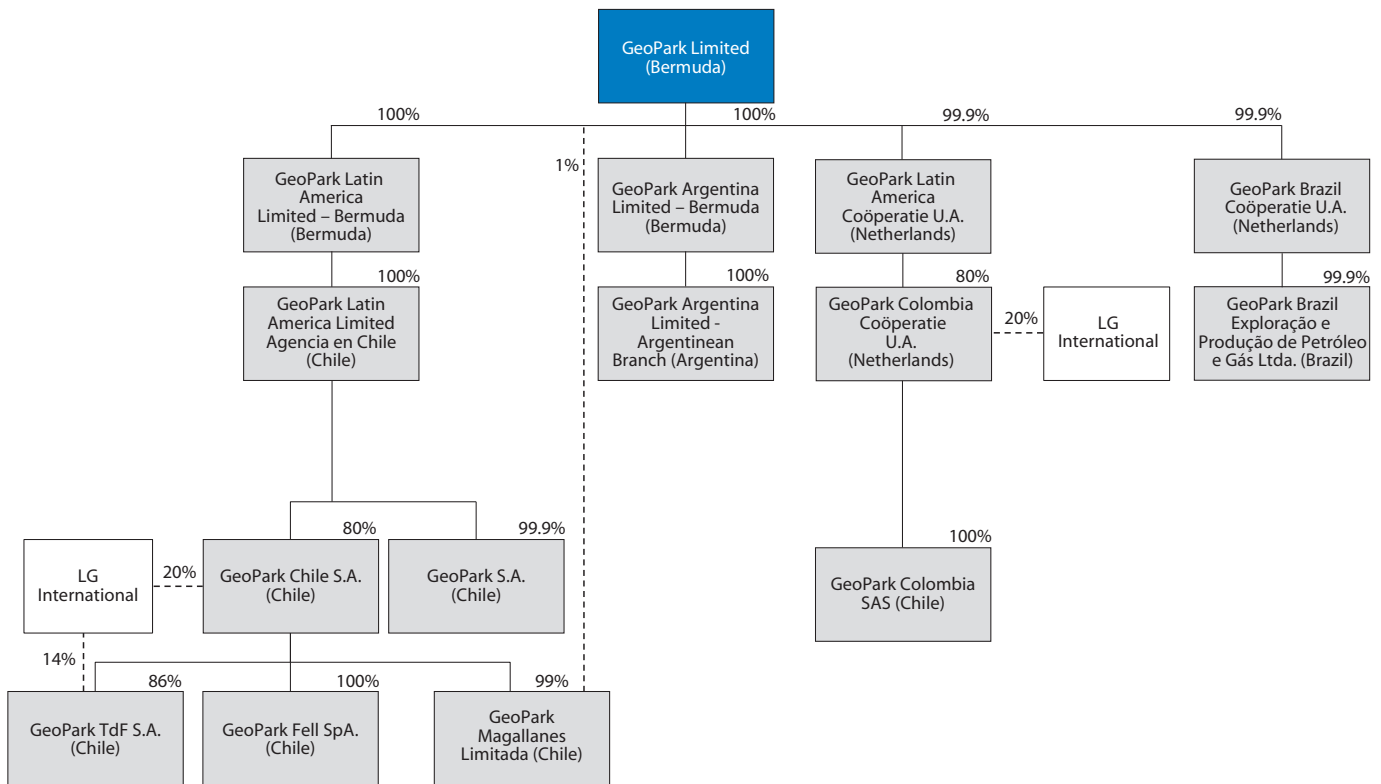 GeoPark Limited
(Bermuda)
100%
100%
99.9%
99.9%
1%
GeoPark Latin
America
Limited – Bermuda
(Bermuda)
GeoPark Argentina
Limited – Bermuda
(Bermuda)
GeoPark Latin
America
Coöperatie U.A.
(Netherlands)
GeoPark Brazil
Coöperatie U.A.
(Netherlands)
100%
100%
80%
99.9%
GeoPark Latin
America Limited
Agencia en Chile
(Chile)
GeoPark Argentina
Limited -
Argentinean
Branch (Argentina)
GeoPark Colombia
Coöperatie
U.A.
(Netherlands)
20%
LG
International
GeoPark Brazil
Exploração e
Produção de Petróleo
e Gás Ltda. (Brazil)
80%
99.9%
100%
LG
International
20%
GeoPark Chile S.A.
(Chile)
GeoPark S.A.
(Chile)
GeoPark Colombia
SAS (Chile)
14%
86%
100%
99%
GeoPark TdF S.A.
(Chile)
GeoPark Fell SpA.
(Chile)
GeoPark
Magallanes
Limitada (Chile)